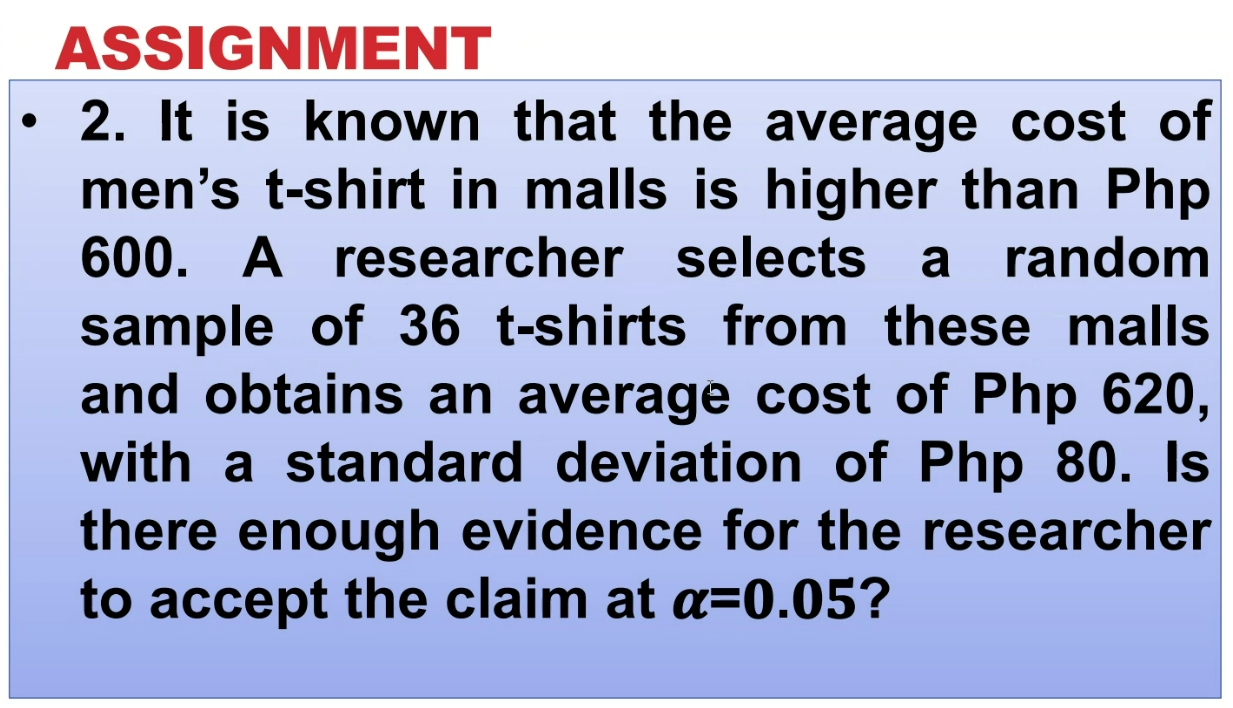 ASSIGNMENT
• 2. It is known that the average cost of
men’s t-shirt in malls is higher than Php
600. A researcher selects a random
sample of 36 t-shirts from these malls
and obtains an average cost of Php 620,
with a standard deviation of Php 80. Is
there enough evidence for the researcher
to accept the claim at 𝜶=0.05?